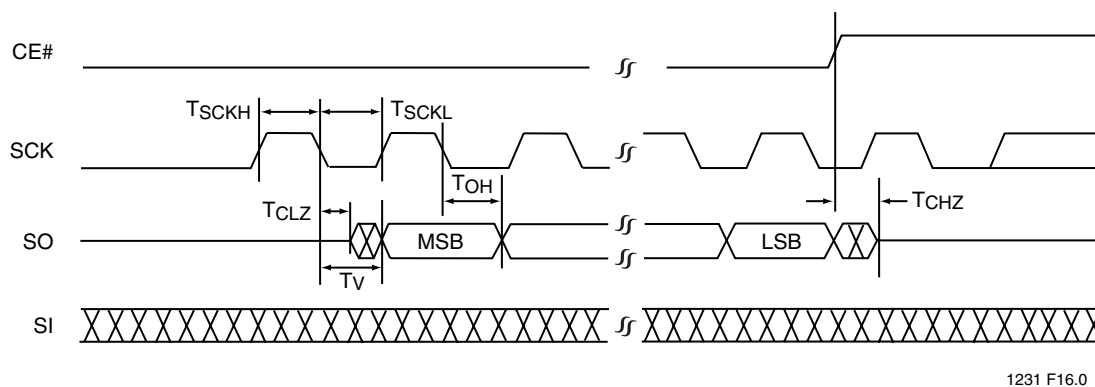 CE#
TSCKH
TSCKL
SCK
TOH
TCLZ
TCHZ
SO
MSB
LSB
TV
SI
1231 F16.0